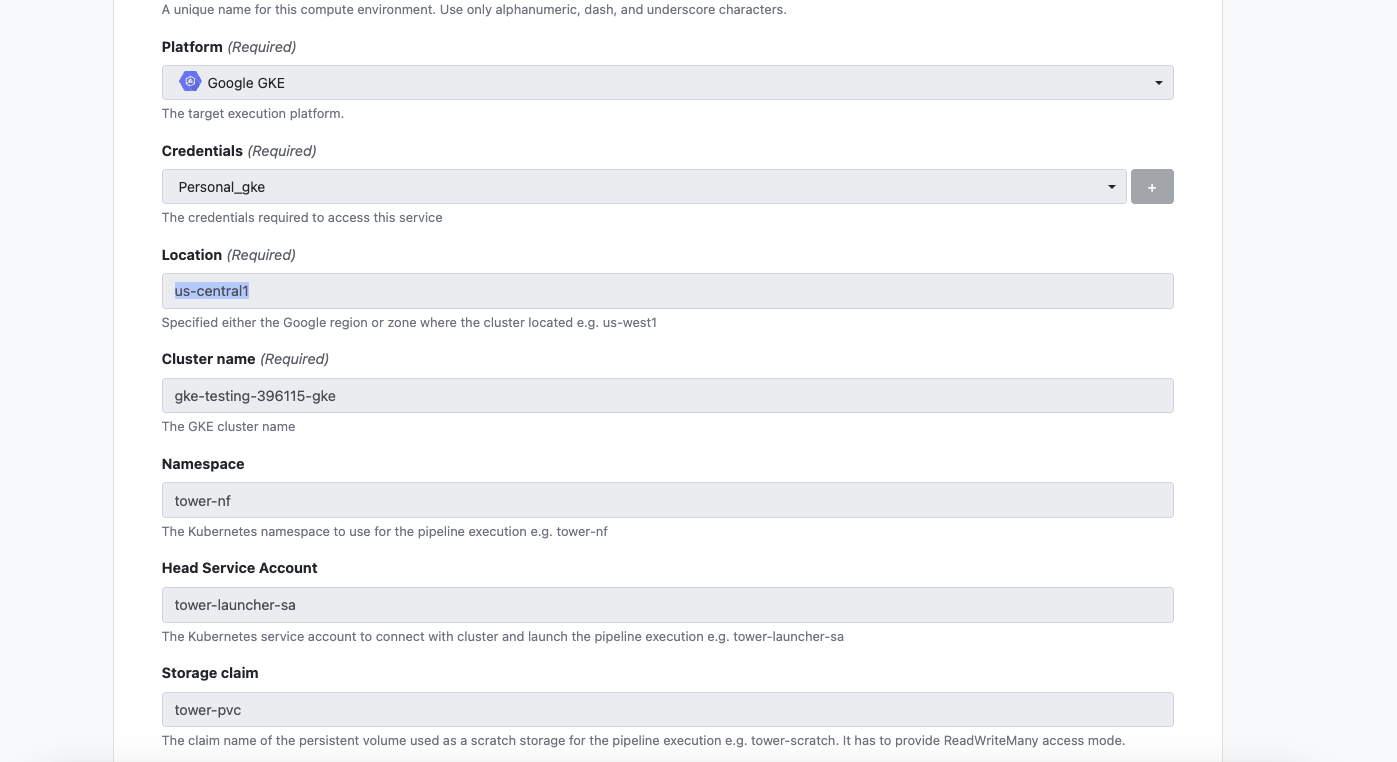 A unique name for this compute environment. Use only alphanumeric, dash, and underscore characters.
Platform (Required)
Google GKE
The target execution platform.
Credentials (Required)
Personal_gke
+
The credentials required to access this service
Location (Required)
us-central1
Specified either the Google region or zone where the cluster located e.g. us-west1
Cluster name (Required)
gke-testing-396115-gke
The GKE cluster name
Namespace
tower-nf
The Kubernetes namespace to use for the pipeline execution e.g. tower-nf
Head Service Account
tower-launcher-sa
The Kubernetes service account to connect with cluster and launch the pipeline execution e.g. tower-launcher-sa
Storage claim
tower-pvc
The claim name of the persistent volume used as a scratch storage for the pipeline execution e.g. tower-scratch. It has to provide ReadWriteMany access mode.